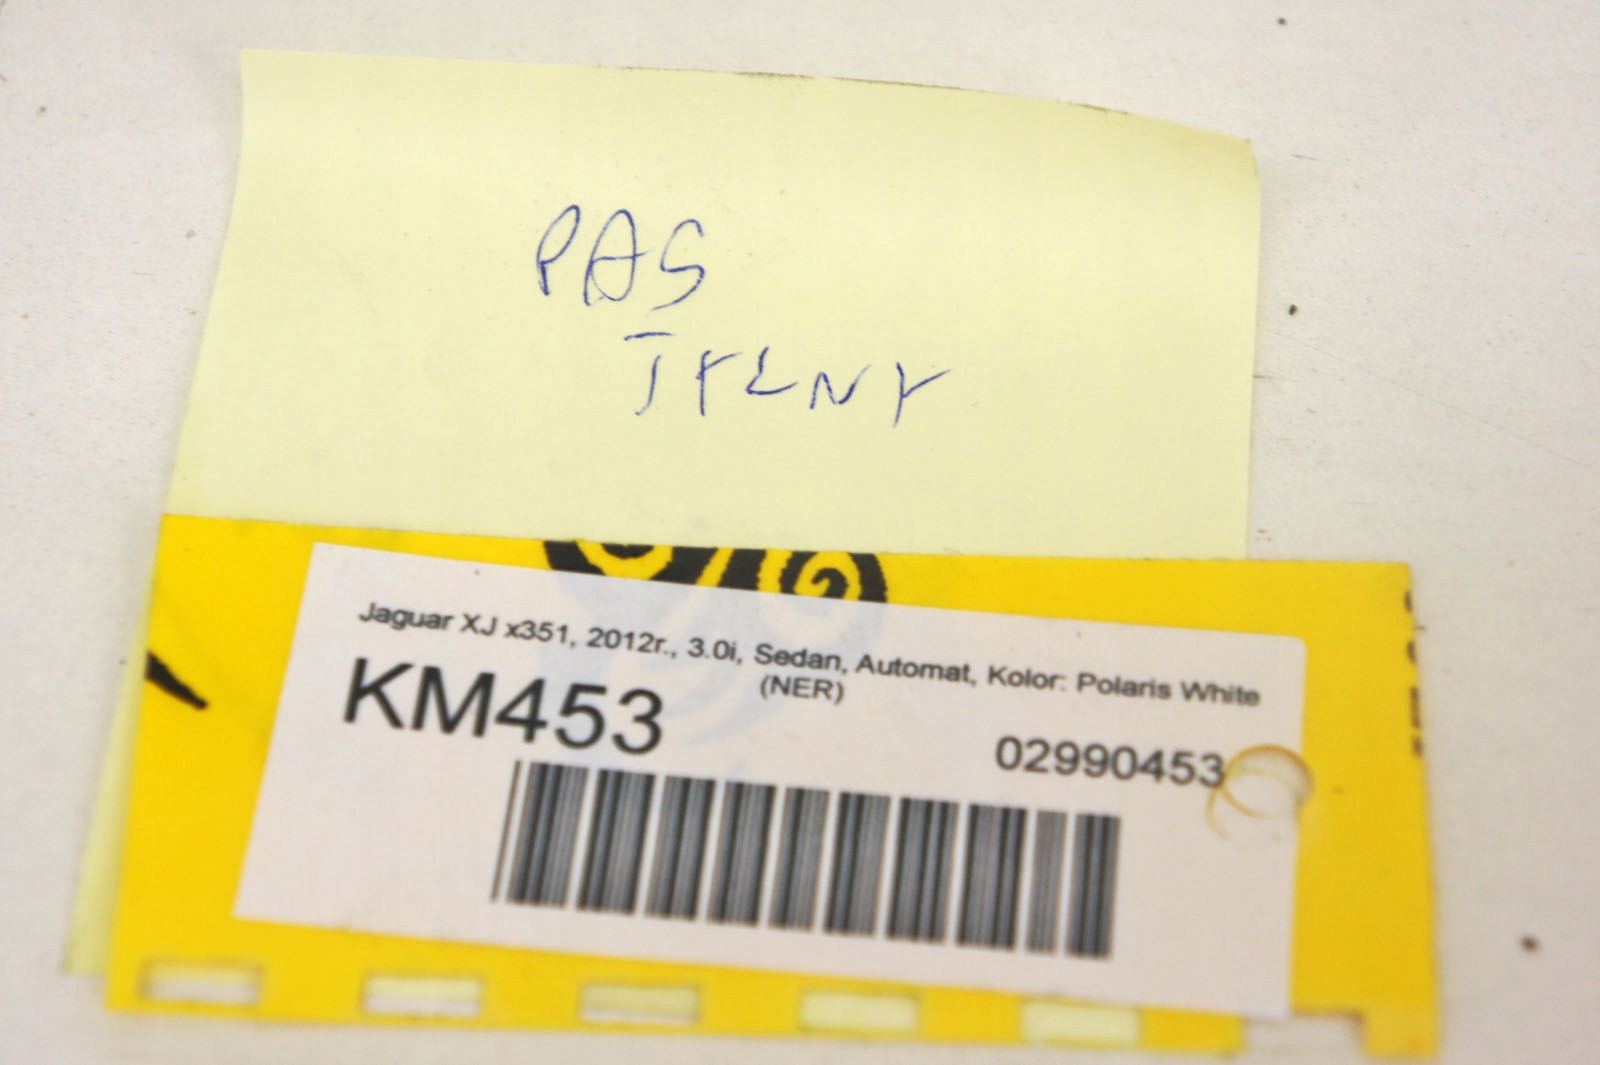 PAS
TYLNY
Jaguar XJ x351, 2012r., 3.0i, Sedan, Automat, Kolor: Polaris White
(NER)
KM453
02990453